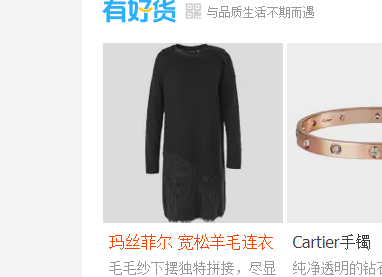 有好货 与品质生活不期而遇
玛丝菲尔 宽松羊毛连衣 Cartier手镯
毛毛纱下摆独特拼接，尽显 纯净透明的钻石